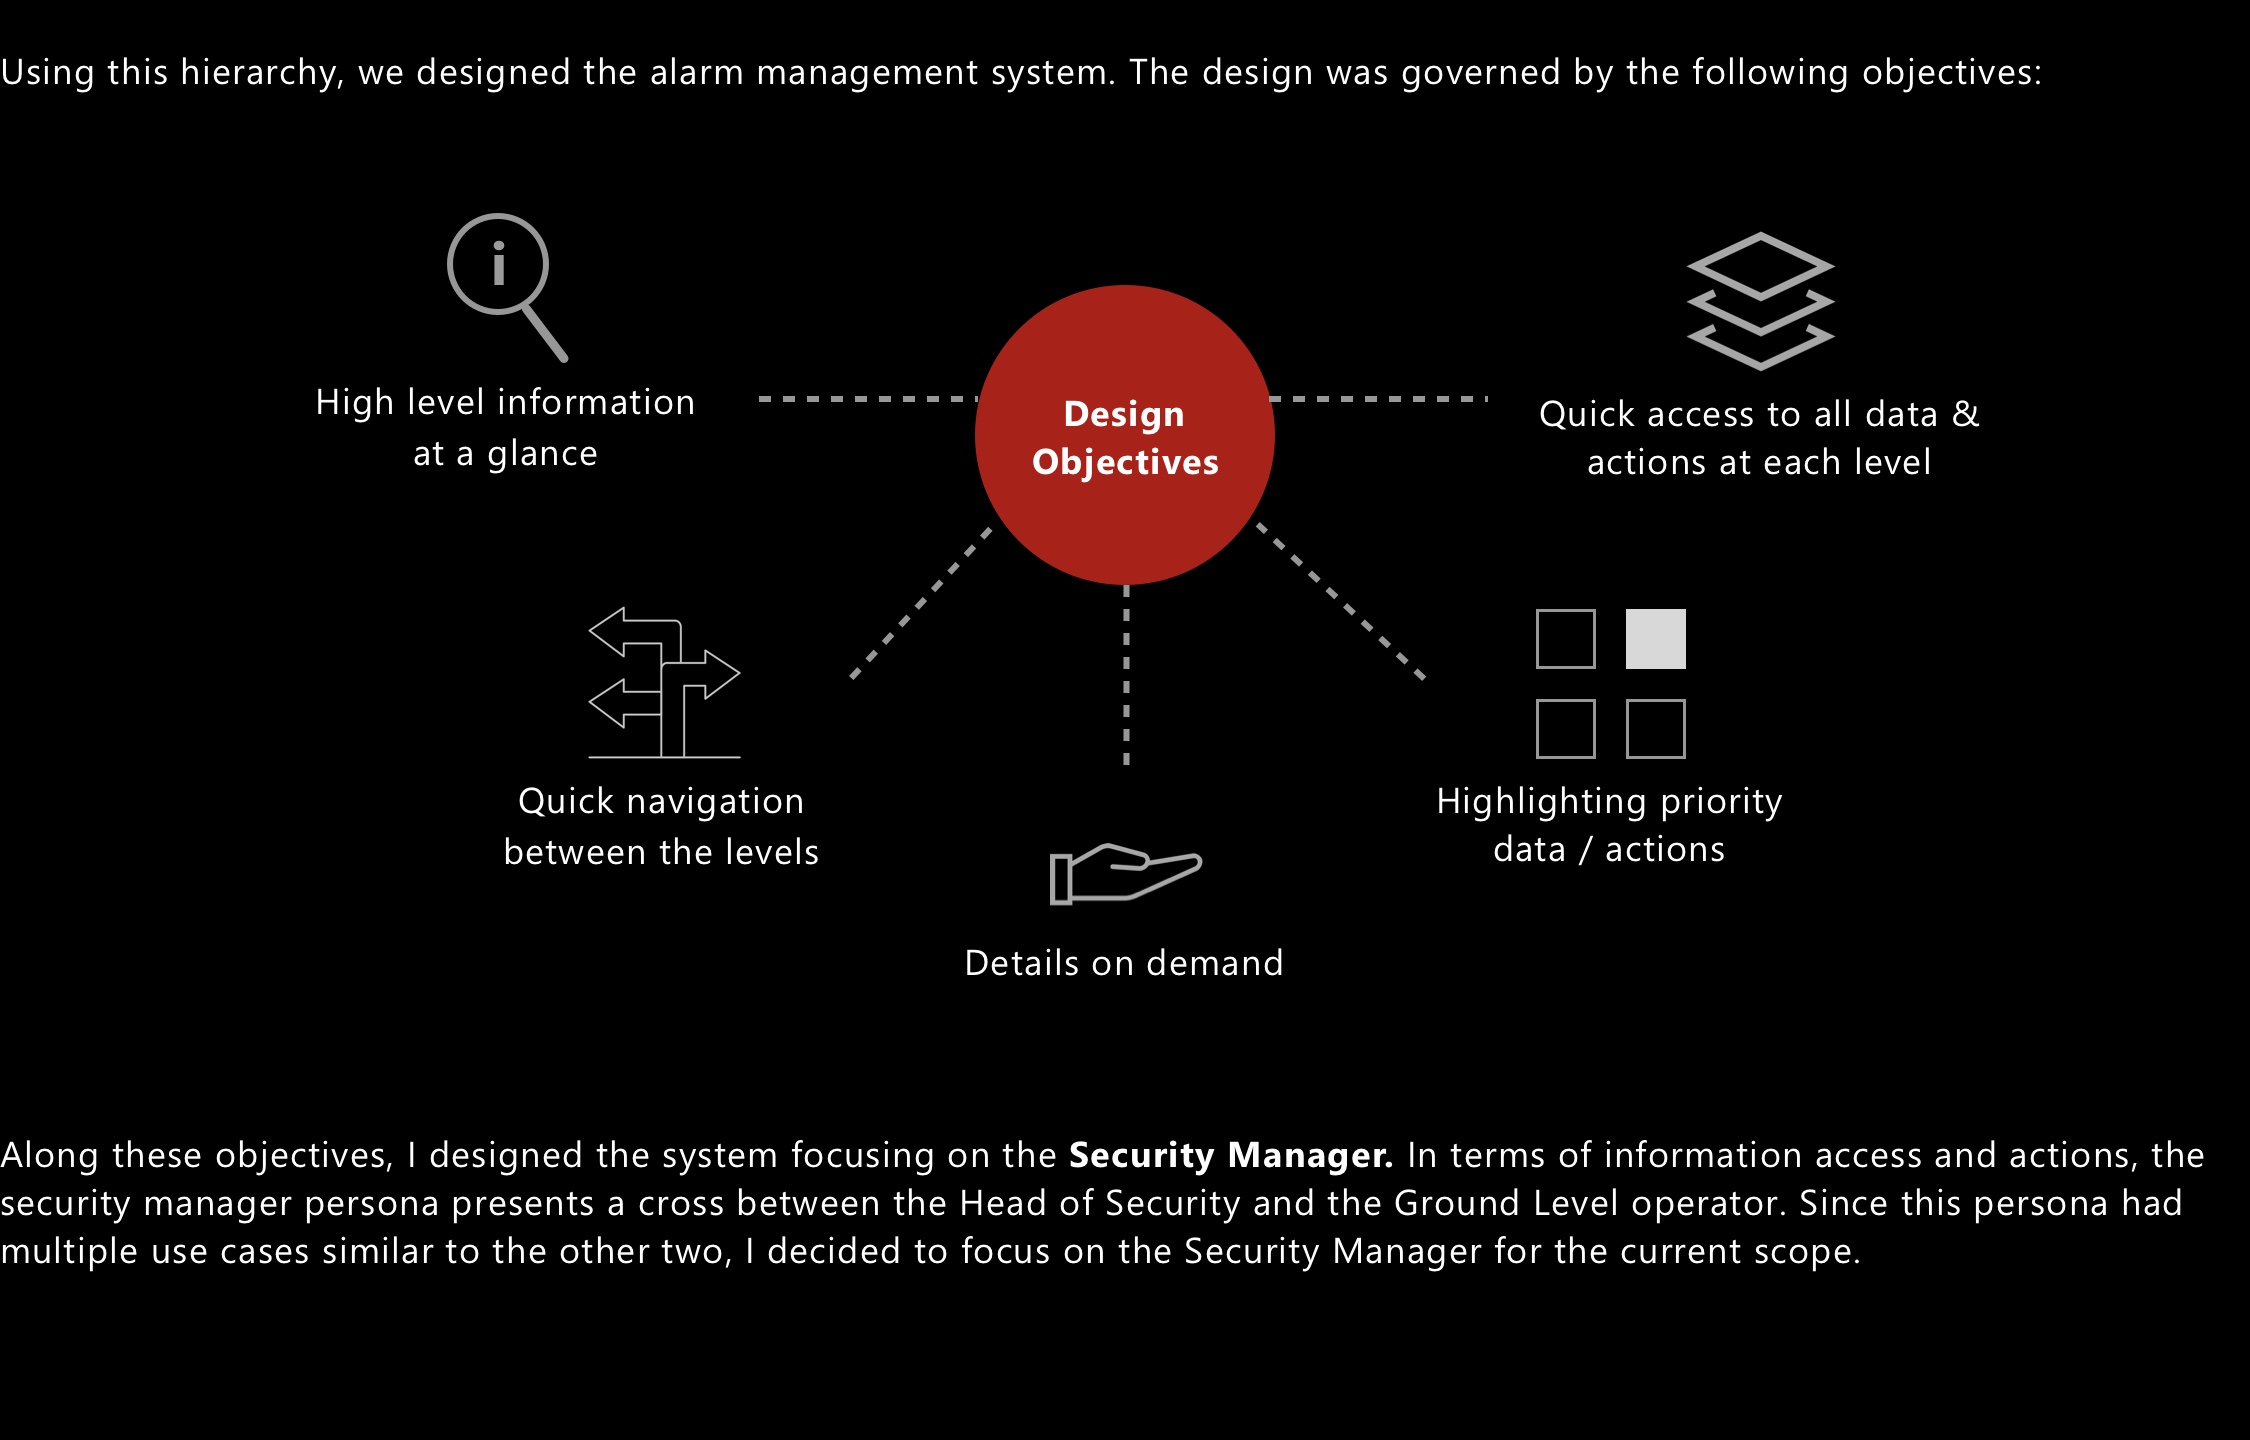 Using this hierarchy, we designed the alarm management system. The design was governed by the following objectives:
i
High level information
at a glance
Design
Objectives
Quick access to all data &
actions at each level
Quick navigation
between the levels
Highlighting priority
data / actions
Details on demand
Along these objectives, I designed the system focusing on the Security Manager. In terms of information access and actions, the
security manager persona presents a cross between the Head of Security and the Ground Level operator. Since this persona had
multiple use cases similar to the other two, I decided to focus on the Security Manager for the current scope.